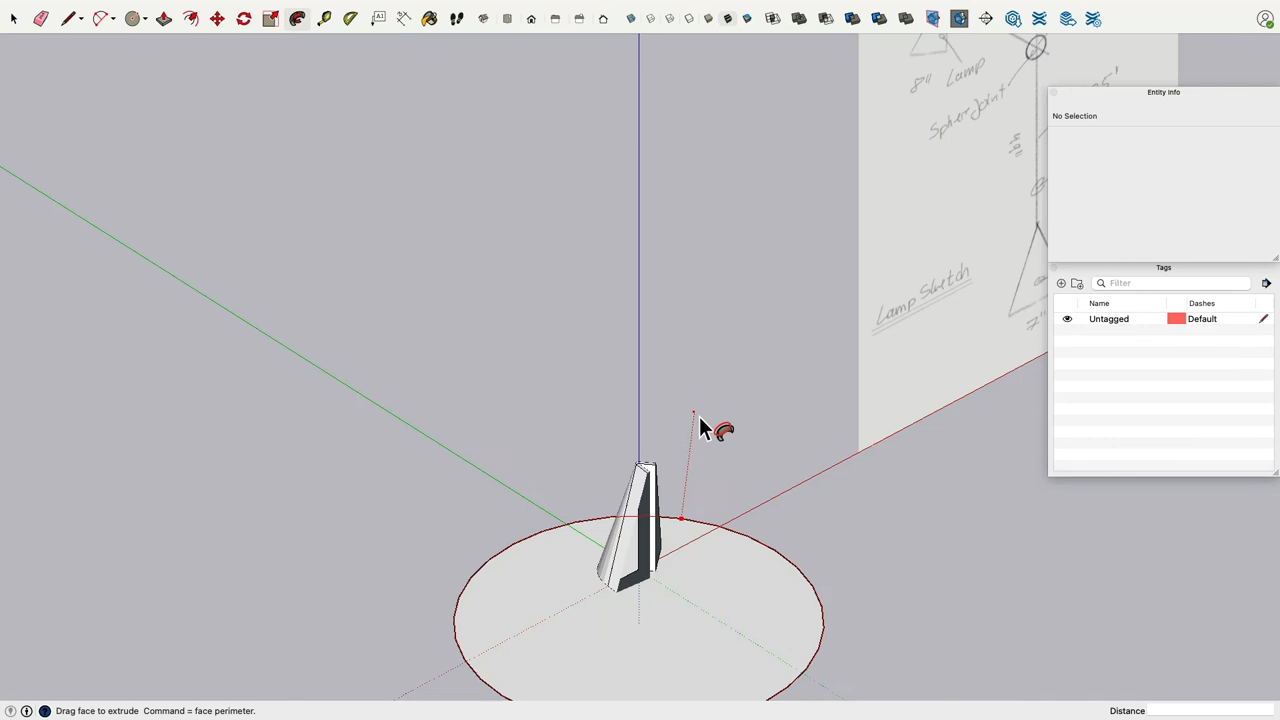 8" Lamp
Sphere Joint
Lamp Sketch
Entity Info
No Selection
Tags
Filter
Name Dashes
Untagged Default
Drag face to extrude Command = face perimeter.
Distance